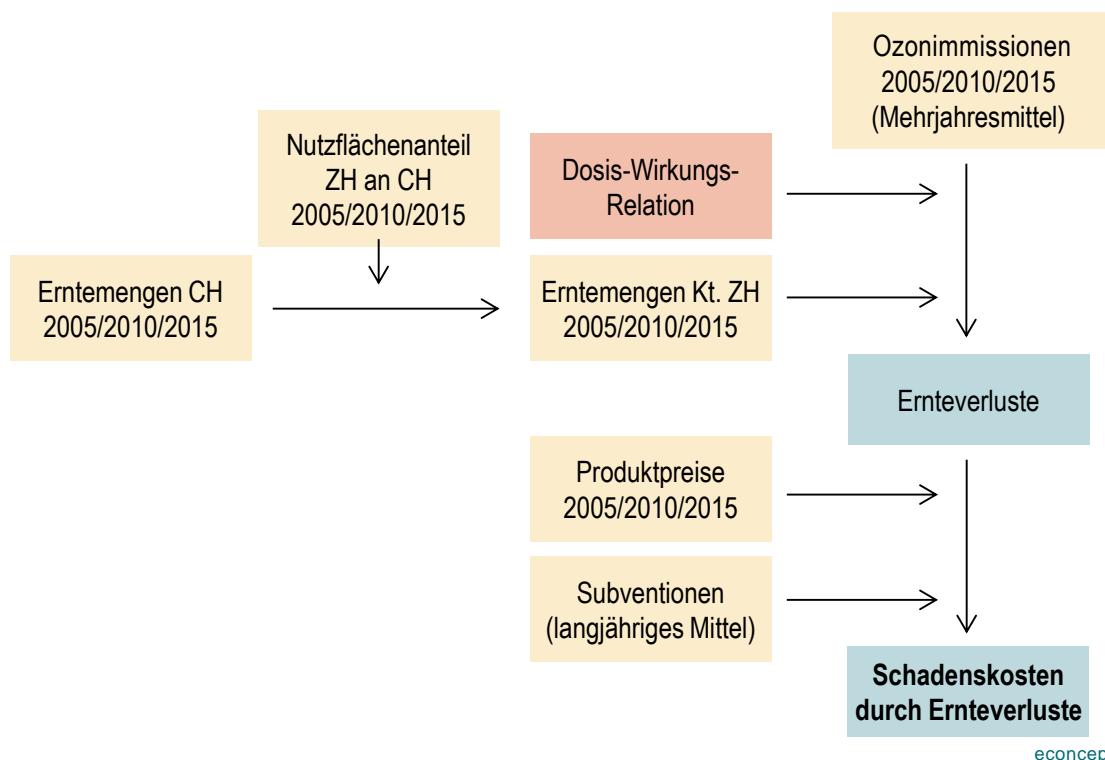 Ozonimmissionen
2005/2010/2015
(Mehrjahresmittel)
Nutzflächenanteil
ZH an CH
2005/2010/2015
Dosis-Wirkungs-
Relation
Erntemengen CH
2005/2010/2015
Erntemengen Kt. ZH
2005/2010/2015
Ernteverluste
Produktpreise
2005/2010/2015
Subventionen
(langjähriges Mittel)
Schadenskosten
durch Ernteverluste
econcep